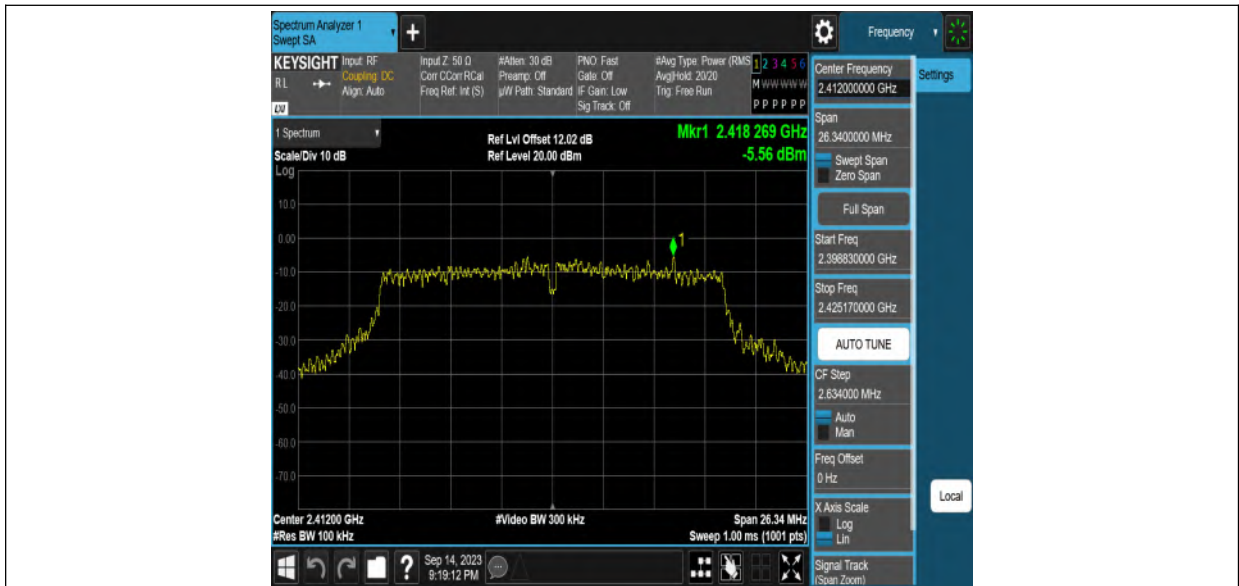 Spectrum Analyzer 1
Swept SA
+
Frequency
KEYSIGHT
RL
LXI
Input: RF
Coupling: DC
Align: Auto
Input Z: 50 Ω
Corr CCorr RCal
Freq Ref: Int (S)
#Atten: 30 dB
Preamp: Off
µW Path: Standard
PNO: Fast
Gate: Off
IF Gain: Low
Sig Track: Off
#Avg Type: Power (RMS
Avg|Hold: 20/20
Trig: Free Run
1 2 3 4 5 6
M W W W W W
P P P P P P
1 Spectrum
Scale/Div 10 dB
Log
Ref Lvl Offset 12.02 dB
Ref Level 20.00 dBm
Mkr1 2.418 269 GHz
-5.56 dBm
10.0
0.00
-10.0
-20.0
-30.0
-40.0
-50.0
-60.0
-70.0
1
Center 2.41200 GHz
#Res BW 100 kHz
#Video BW 300 kHz
Span 26.34 MHz
Sweep 1.00 ms (1001 pts)
Center Frequency
2.412000000 GHz
Settings
Span
26.3400000 MHz
Swept Span
Zero Span
Full Span
Start Freq
2.398830000 GHz
Stop Freq
2.425170000 GHz
AUTO TUNE
CF Step
2.634000 MHz
Auto
Man
Freq Offset
0 Hz
X Axis Scale
Log
Lin
Local
Signal Track
(Span Zoom)
?
Sep 14, 2023
9:19:12 PM